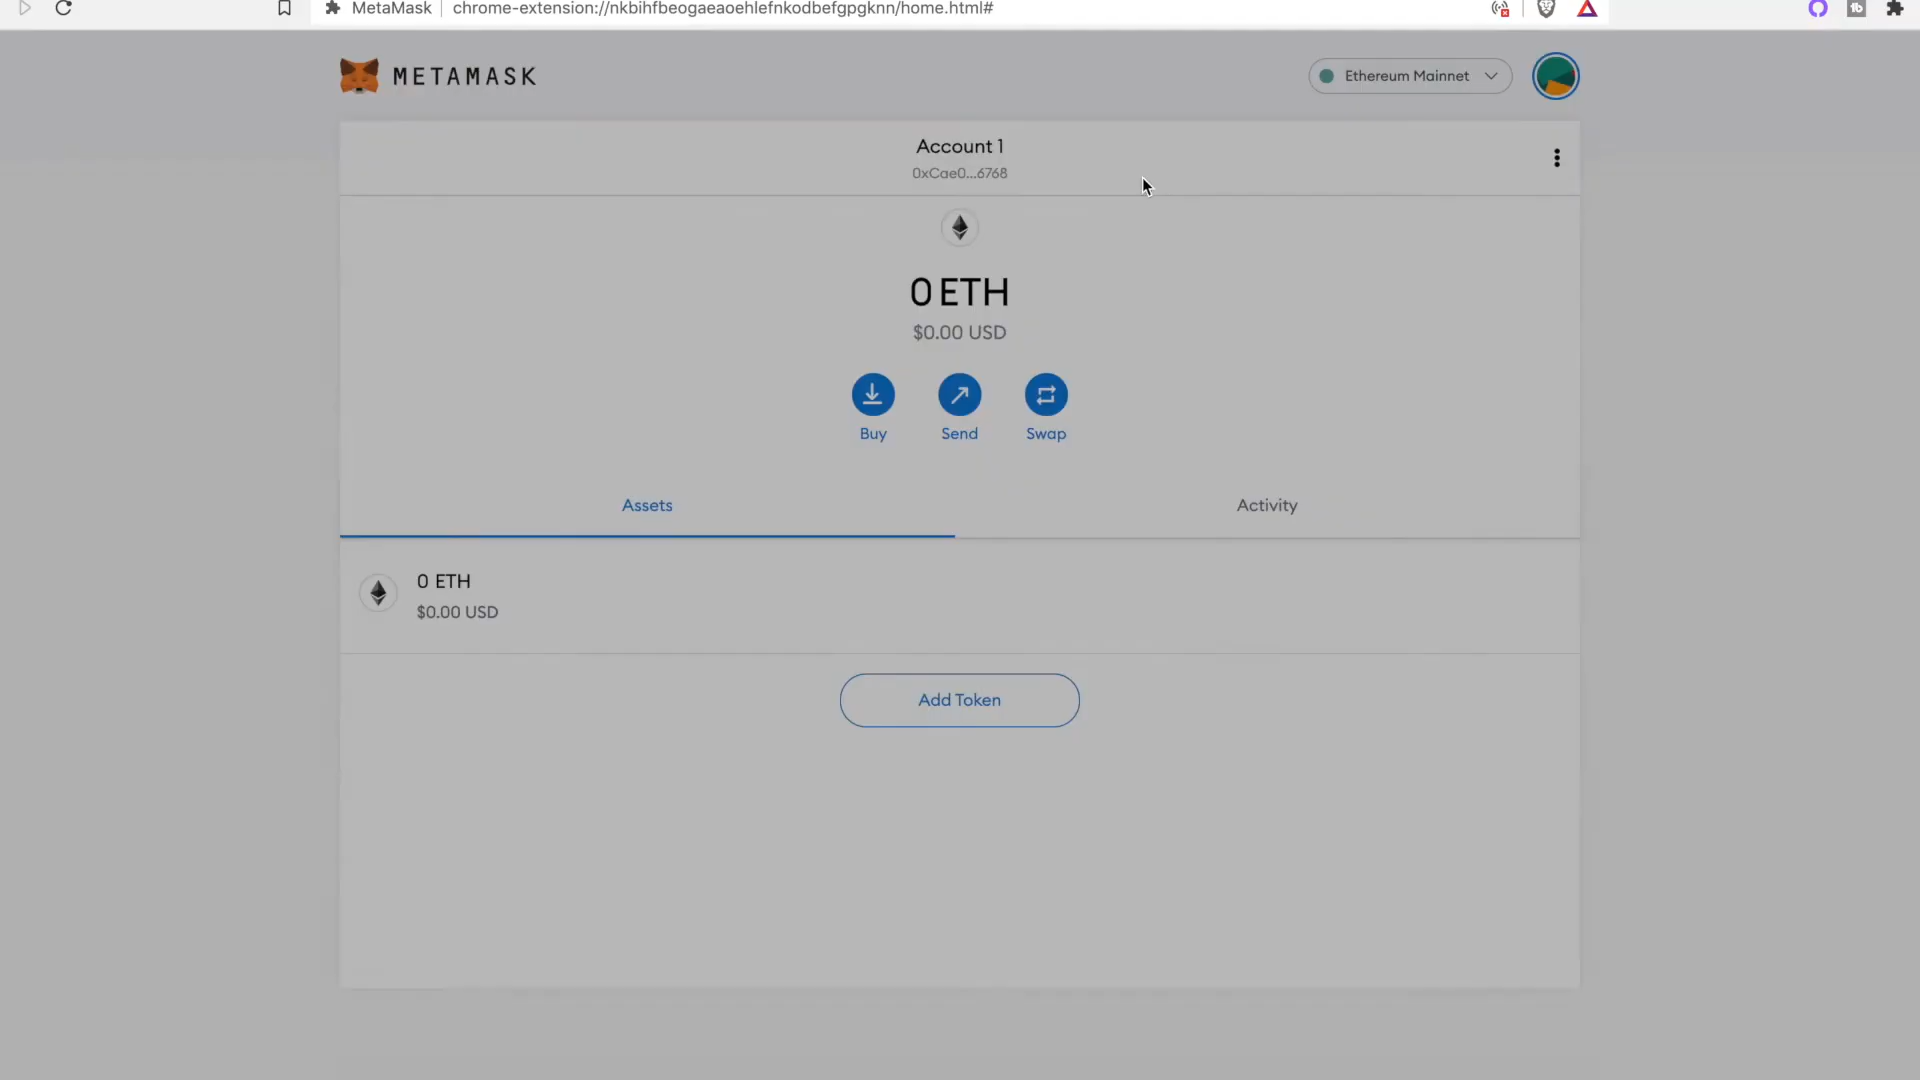 MetaMask chrome-extension://nkbihfbeogaeaoehlefnkodbefgpgknn/home.html#
METAMASK
Ethereum Mainnet
Account 1
0xCae0...6768
0 ETH
$0.00 USD
Buy Send Swap
Assets Activity
0 ETH
$0.00 USD
Add Token